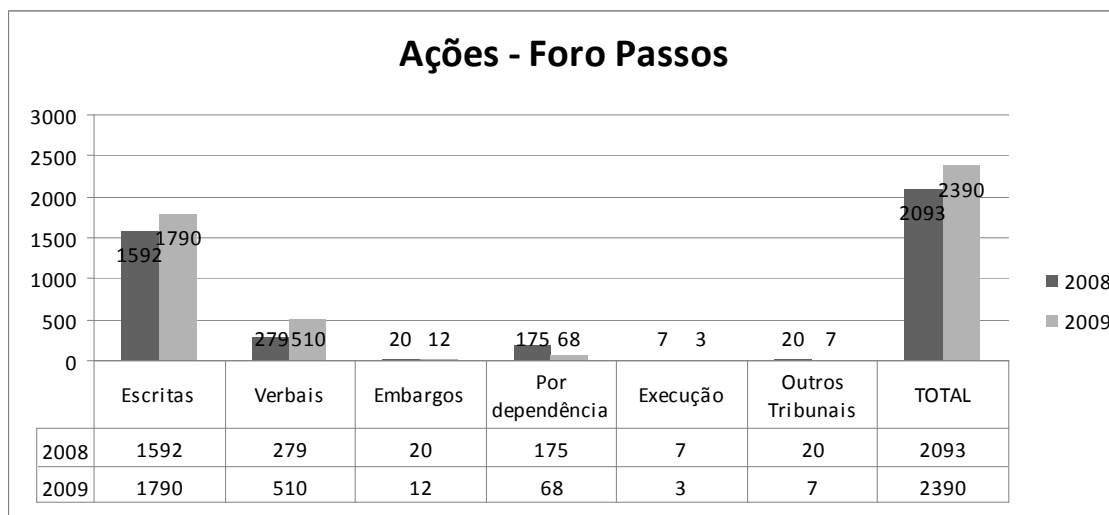 Ações - Foro Passos
3000
2500
2000
1500
1000
500
0
1592 1790 279 510 20 12 175 68 7 3 20 7 2093 2390
2008
2009
Escritas Verbais Embargos Por dependência Execução Outros Tribunais TOTAL
2008 1592 279 20 175 7 20 2093
2009 1790 510 12 68 3 7 2390